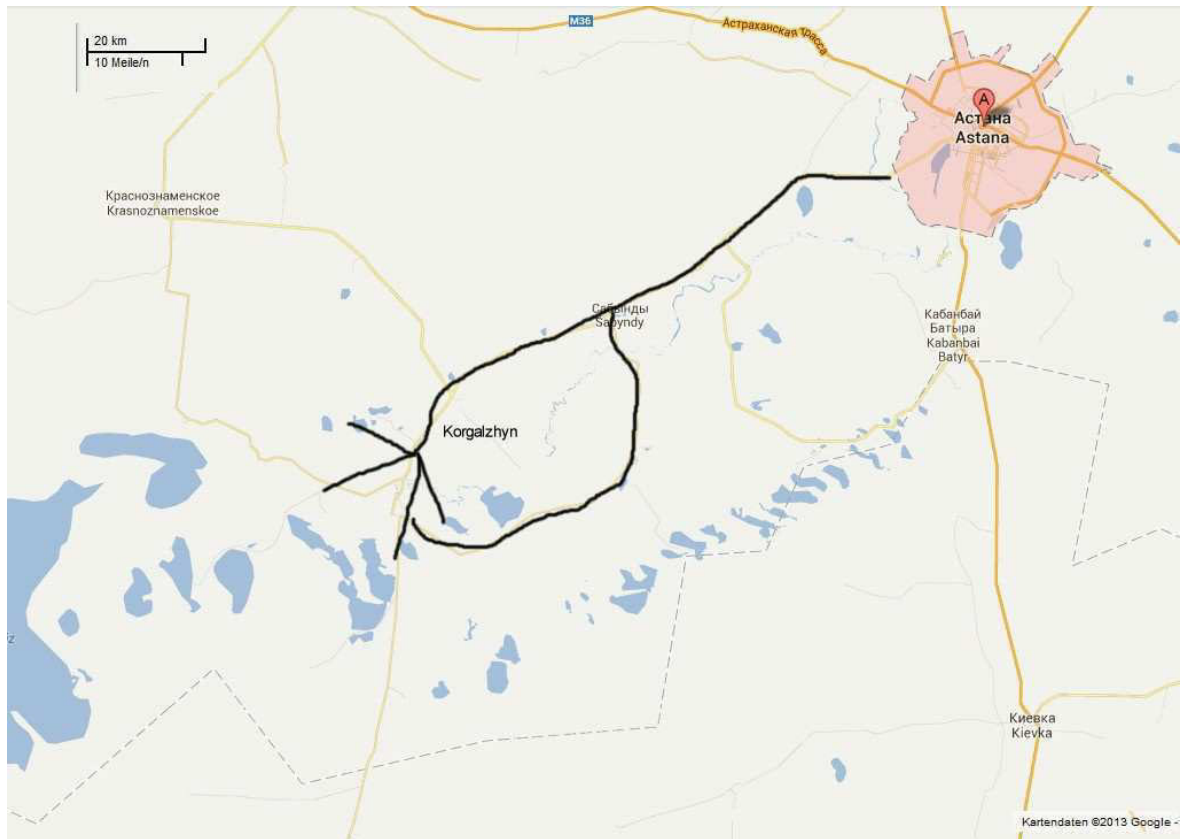 20 km
10 Meile/n
M36
Астраханская трасса
A
Астана
Astana
Краснознаменское
Krasnoznamenskoe
Сабынды
Sabyndy
Кабанбай
Батыра
Kabanbai
Batyr
Korgalzhyn
Киевка
Kievka
Kartendaten ©2013 Google -